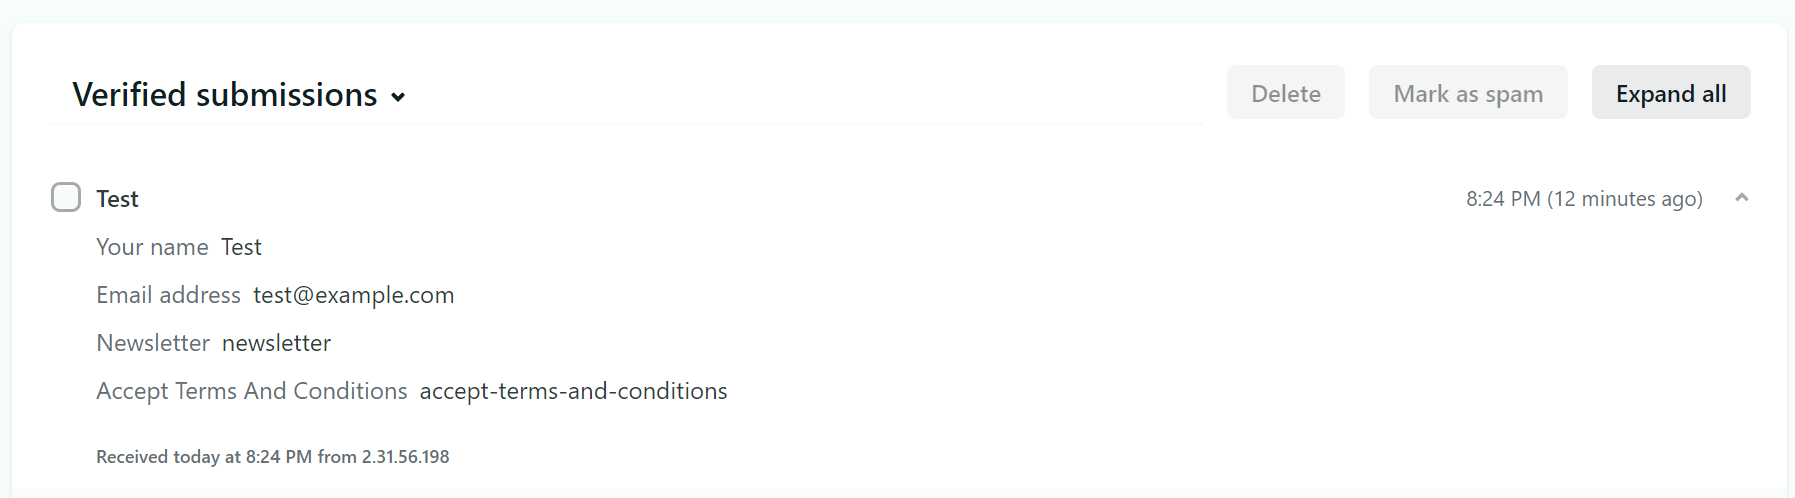 Verified submissions
Delete Mark as spam Expand all
Test 8:24 PM (12 minutes ago)
Your name Test
Email address test@example.com
Newsletter newsletter
Accept Terms And Conditions accept-terms-and-conditions
Received today at 8:24 PM from 2.31.56.198